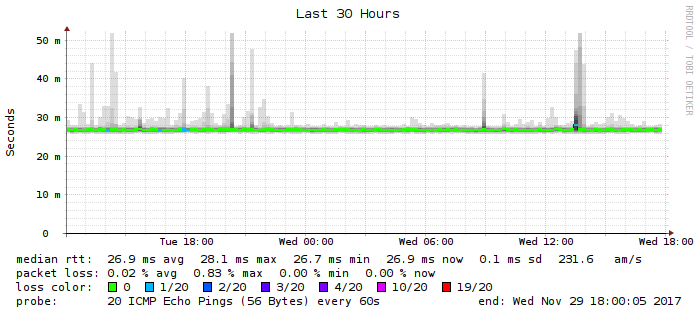 Last 30 Hours
RRDTOOL / TOBI OETIKER
Seconds
50 m
40 m
30 m
20 m
10 m
0
Tue 18:00 Wed 00:00 Wed 06:00 Wed 12:00 Wed 18:00
median rtt: 26.9 ms avg 28.1 ms max 26.7 ms min 26.9 ms now 0.1 ms sd 231.6 am/s
packet loss: 0.02 % avg 0.83 % max 0.00 % min 0.00 % now
loss color: 0 1/20 2/20 3/20 4/20 10/20 19/20
probe: 20 ICMP Echo Pings (56 Bytes) every 60s end: Wed Nov 29 18:00:05 2017